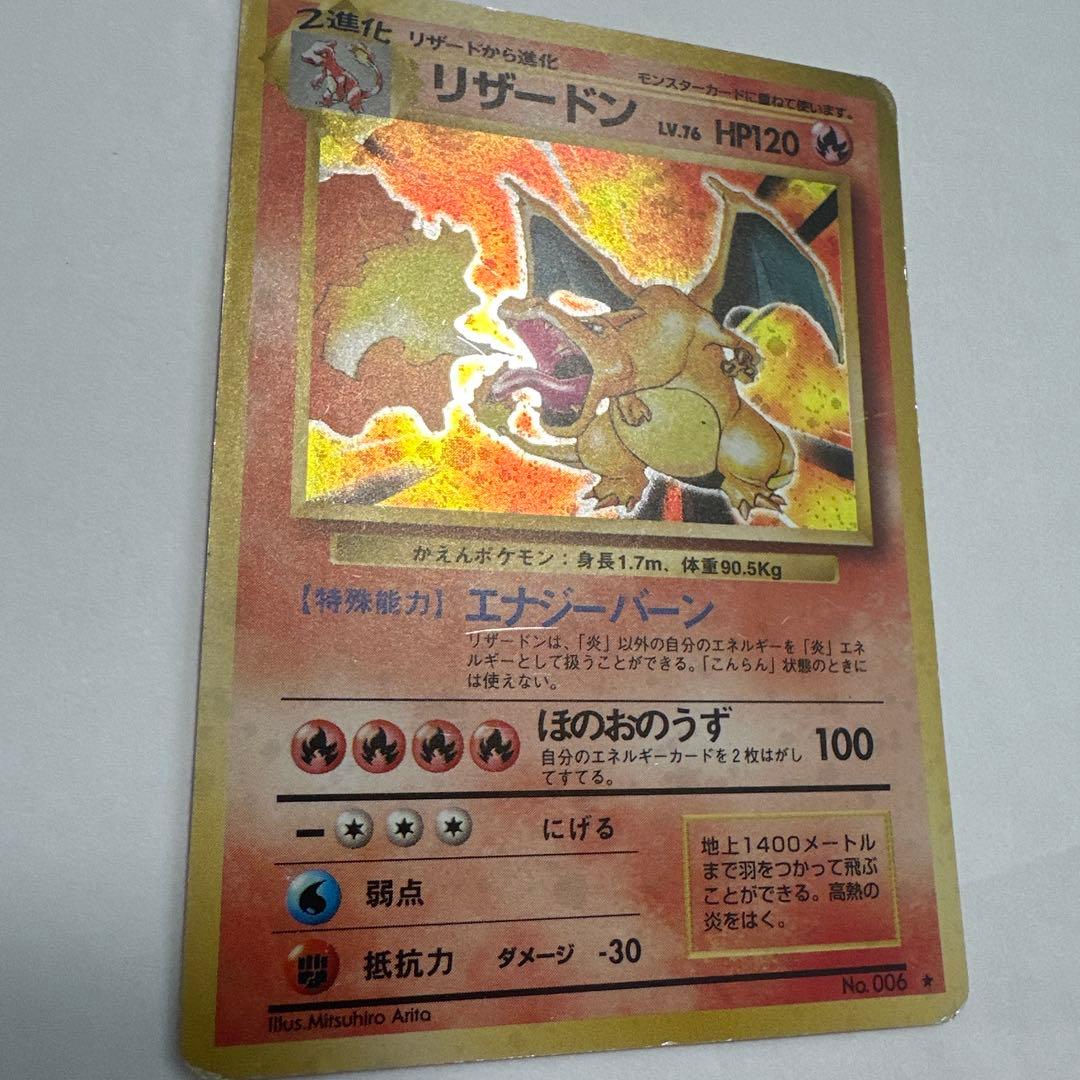 2進化
リザードから進化
モンスターカードに重ねて使います。
リザードン
LV.76 HP120
かえんポケモン：身長1.7m、体重90.5Kg
【特殊能力】エナジーバーン
リザードンは、「炎」以外の自分のエネルギーを「炎」エネ
ルギーとして扱うことができる。「こんらん」状態のときに
は使えない。
ほのおのうず 100
自分のエネルギーカードを2枚はがし
てすてる。
にげる
弱点
抵抗力 ダメージ -30
地上1400メートル
まで羽をつかって飛ぶ
ことができる。高熱の
炎をはく。
Illus.Mitsuhiro Arita
No.006 ★